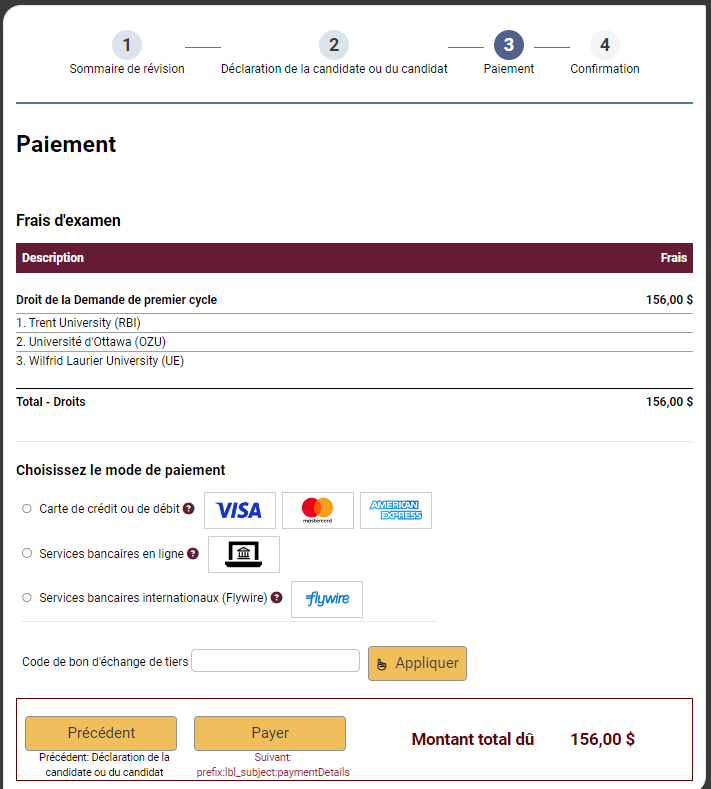 1 2 3 4
Sommaire de révision Déclaration de la candidate ou du candidat Paiement Confirmation
Paiement
Frais d'examen
Description Frais
Droit de la Demande de premier cycle 156,00 $
1. Trent University (RBI)
2. Université d'Ottawa (OZU)
3. Wilfrid Laurier University (UE)
Total - Droits 156,00 $
Choisissez le mode de paiement
Carte de crédit ou de débit ? VISA mastercard AMERICAN EXPRESS
Services bancaires en ligne ?
Services bancaires internationaux (Flywire) ? flywire
Code de bon d'échange de tiers Appliquer
Précédent Payer Montant total dû 156,00 $
Précédent: Déclaration de la Suivant:
candidate ou du candidat prefix:lbl_subject:paymentDetails